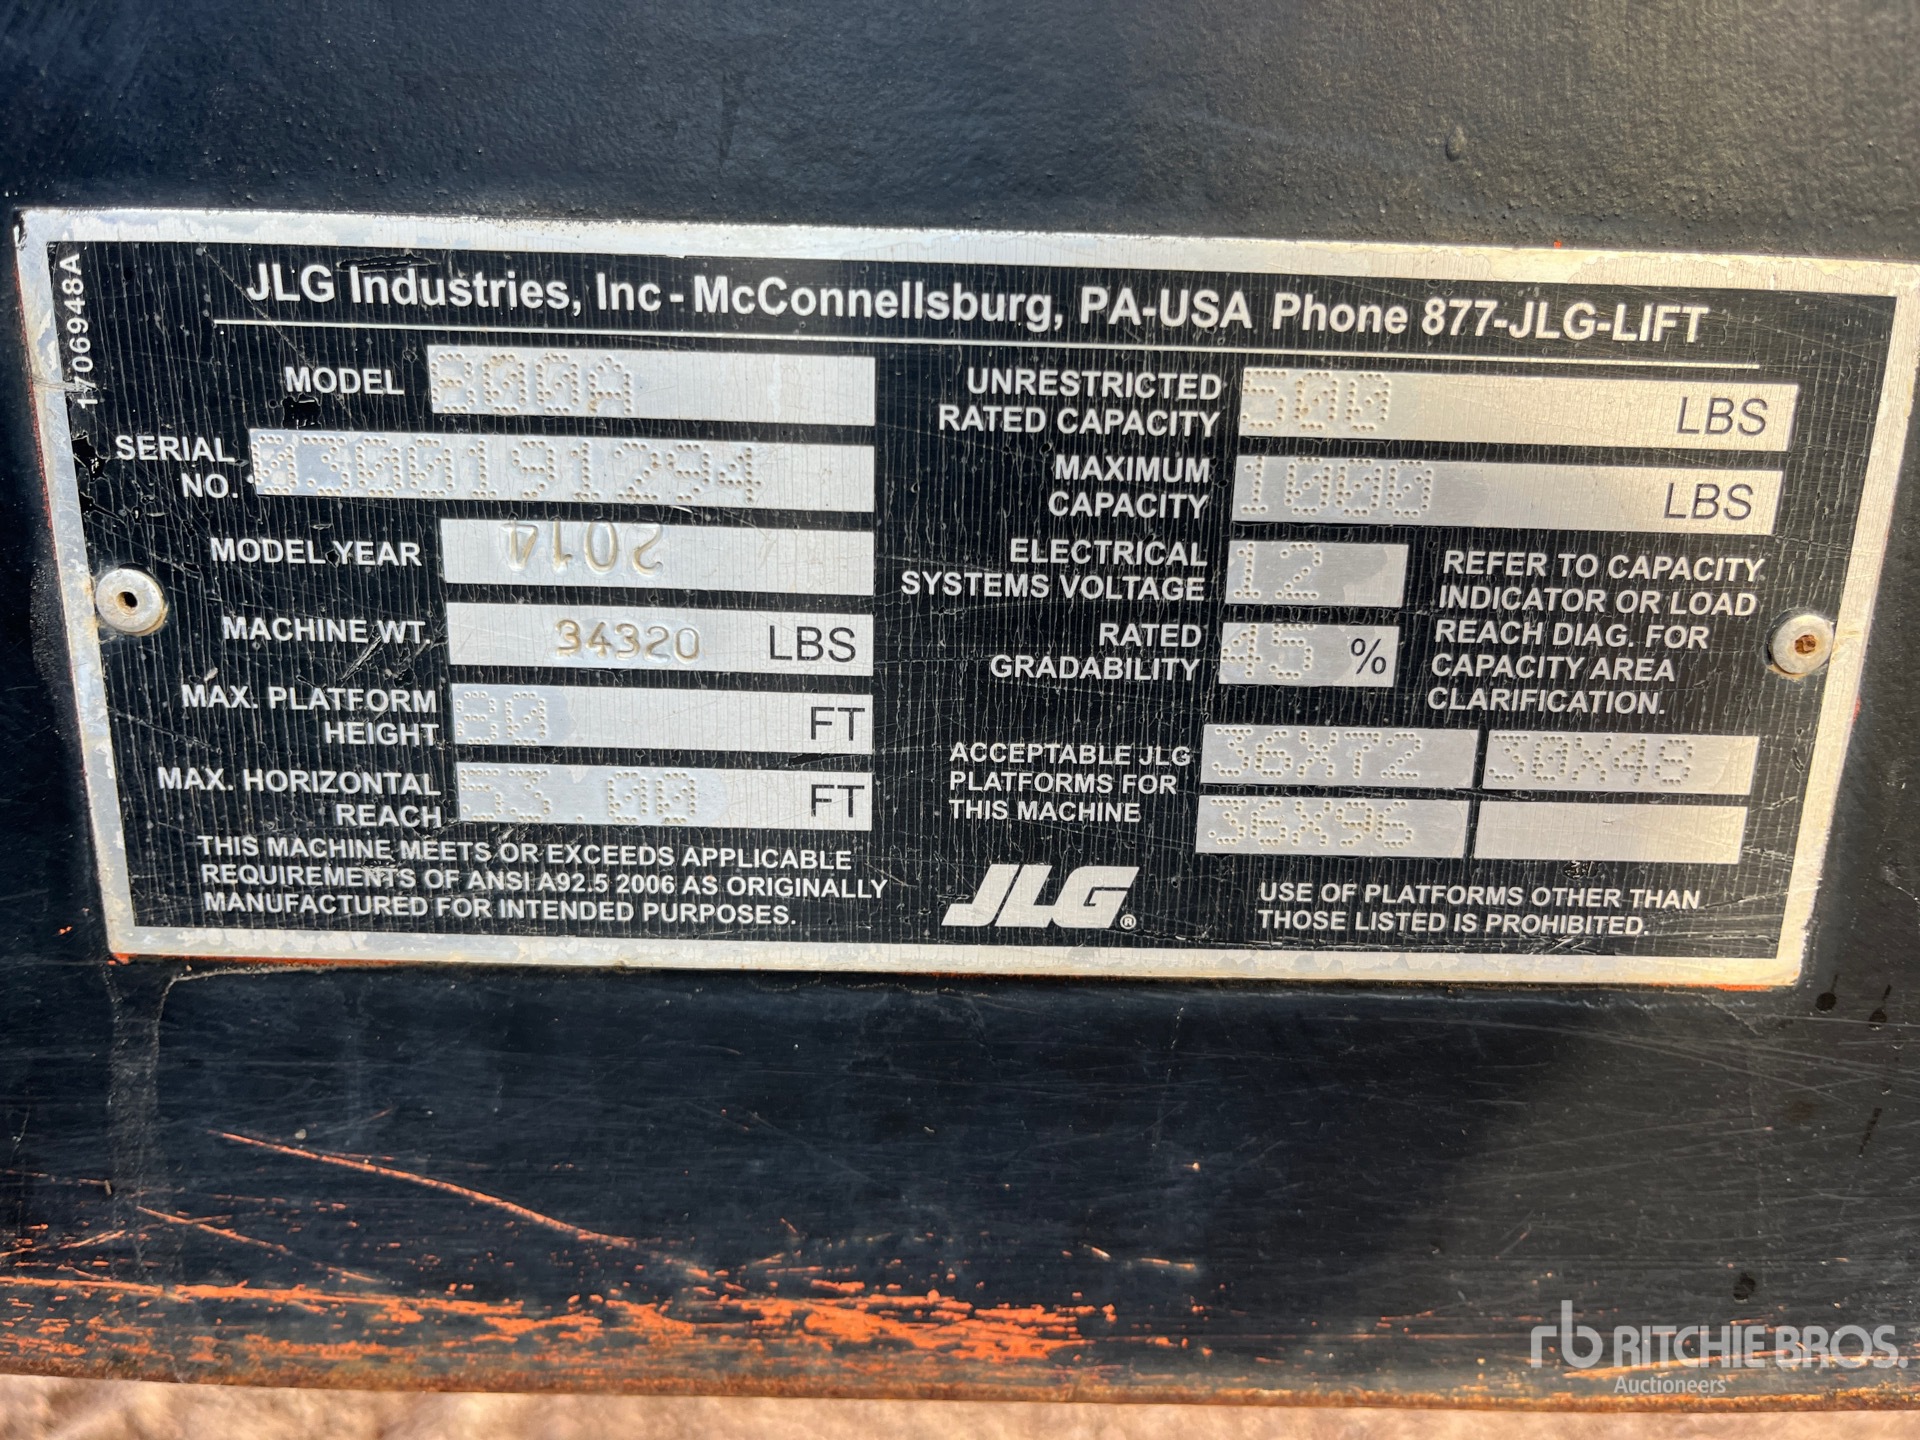 1706948A
JLG Industries, Inc - McConnellsburg, PA-USA Phone 877-JLG-LIFT
MODEL 800A
SERIAL NO. 0300191294
MODEL YEAR 2014
MACHINE WT. 34320 LBS
MAX. PLATFORM HEIGHT 80 FT
MAX. HORIZONTAL REACH 53.00 FT
THIS MACHINE MEETS OR EXCEEDS APPLICABLE
REQUIREMENTS OF ANSI A92.5 2006 AS ORIGINALLY
MANUFACTURED FOR INTENDED PURPOSES.
UNRESTRICTED RATED CAPACITY 500 LBS
MAXIMUM CAPACITY 1000 LBS
ELECTRICAL SYSTEMS VOLTAGE 12
RATED GRADABILITY 45 %
REFER TO CAPACITY
INDICATOR OR LOAD
REACH DIAG. FOR
CAPACITY AREA
CLARIFICATION.
ACCEPTABLE JLG
PLATFORMS FOR
THIS MACHINE
36X72 30X48
36X96
JLG®
USE OF PLATFORMS OTHER THAN
THOSE LISTED IS PROHIBITED.
rb RITCHIE BROS.
Auctioneers